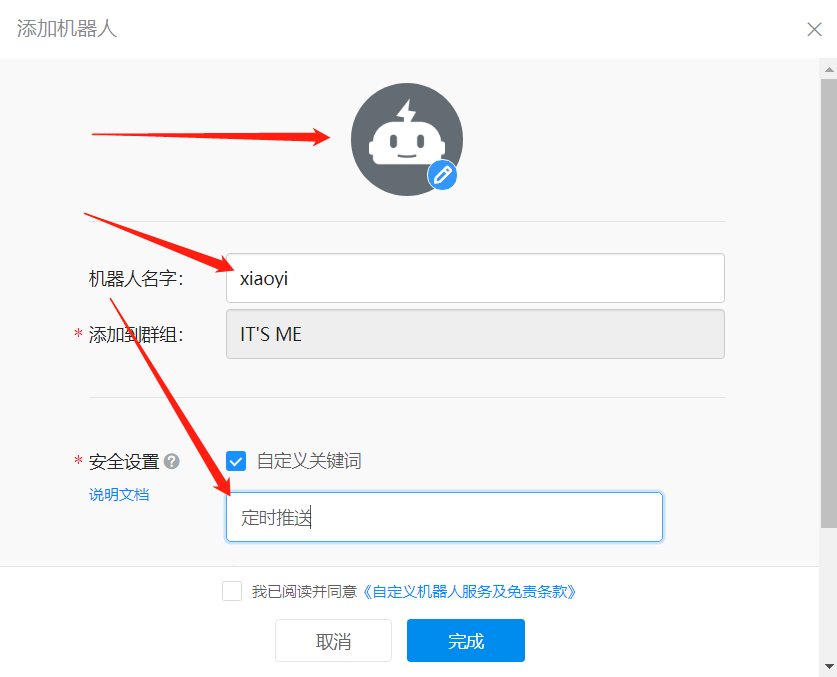 添加机器人
机器人名字：
xiaoyi
* 添加到群组：
IT'S ME
* 安全设置
自定义关键词
说明文档
定时推送
我已阅读并同意《自定义机器人服务及免责条款》
取消
完成